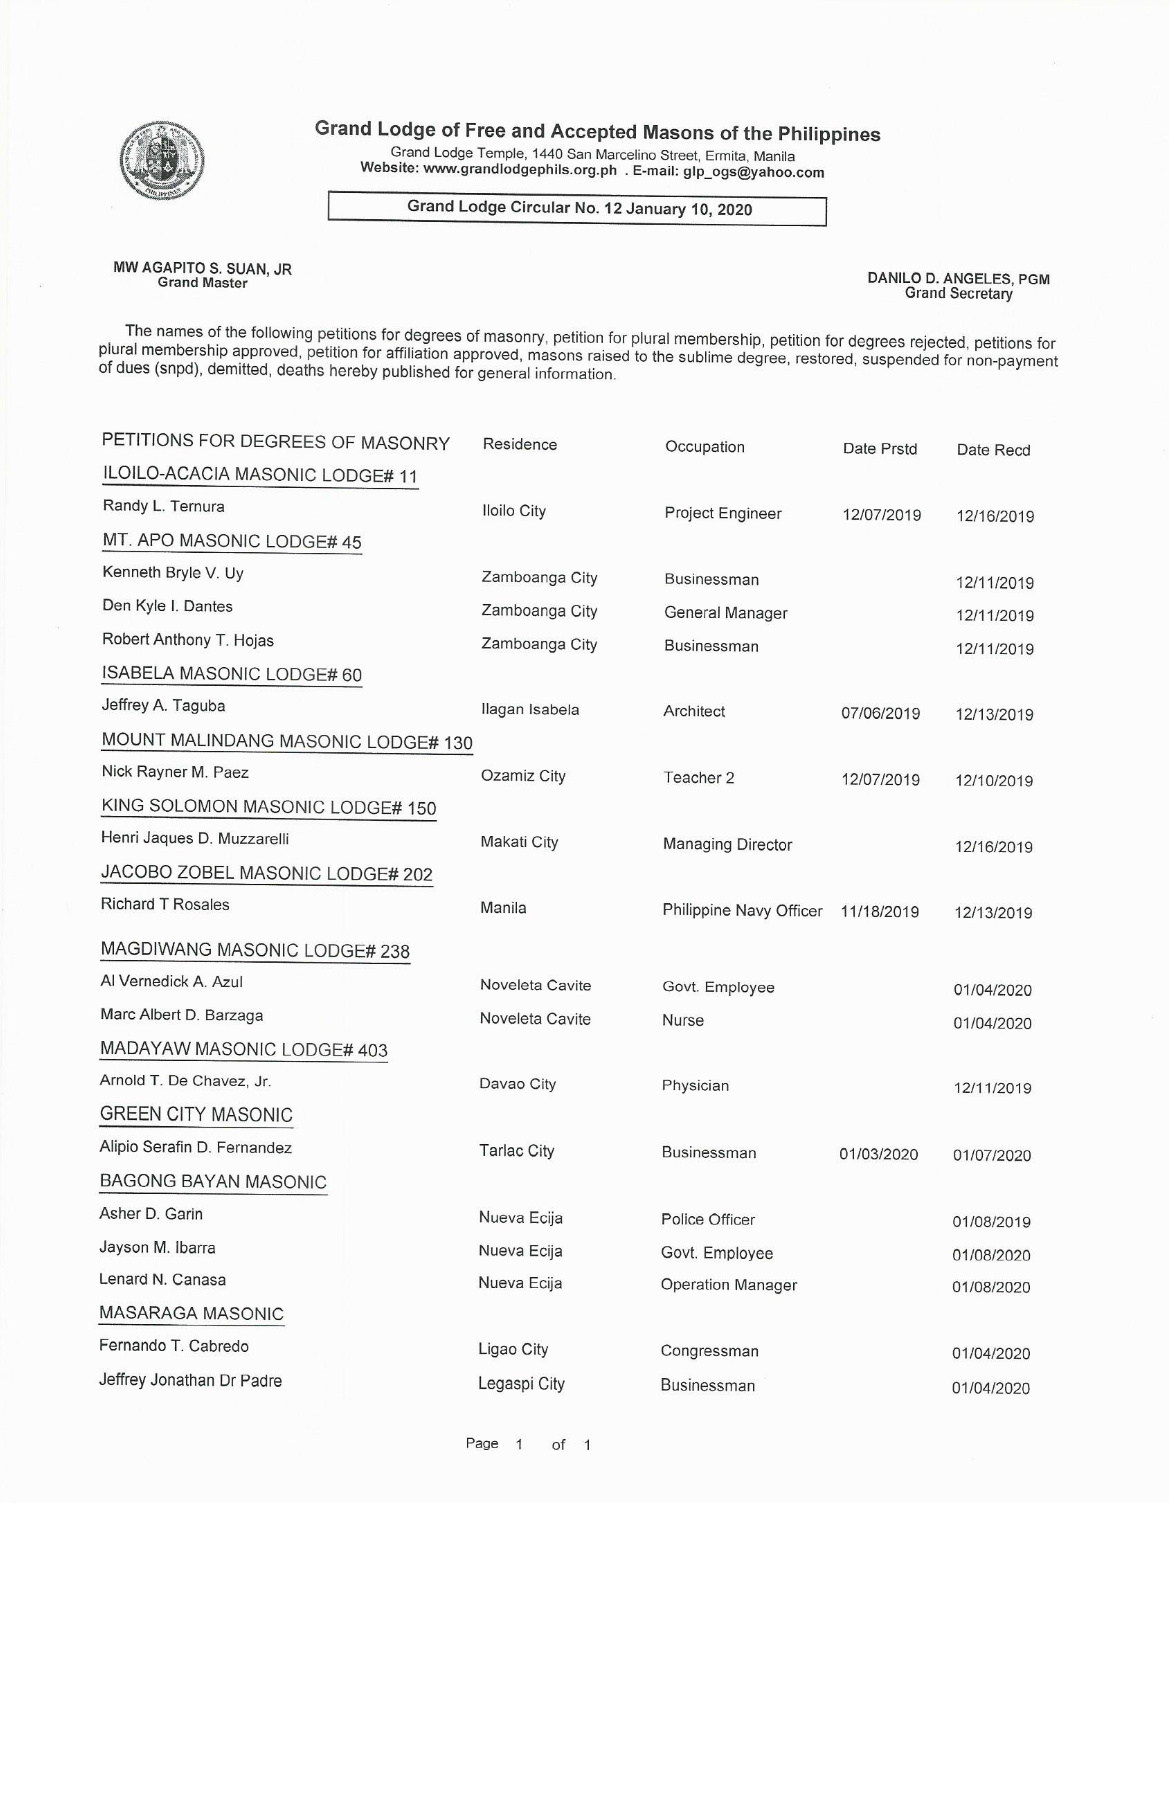 Grand Lodge of Free and Accepted Masons of the Philippines
Grand Lodge Temple, 1440 San Marcelino Street, Ermita, Manila
Website: www.grandlodgephils.org.ph . E-mail: glp_ogs@yahoo.com
PHILIPPINES
Grand Lodge Circular No. 12 January 10, 2020
MW AGAPITO S. SUAN, JR
Grand Master
DANILO D. ANGELES, PGM
Grand Secretary
The names of the following petitions for degrees of masonry, petition for plural membership, petition for degrees rejected, petitions for
plural membership approved, petition for affiliation approved, masons raised to the sublime degree, restored, suspended for non-payment
of dues (snpd), demitted, deaths hereby published for general information.
PETITIONS FOR DEGREES OF MASONRY Residence Occupation Date Prstd Date Recd
ILOILO-ACACIA MASONIC LODGE# 11
Randy L. Ternura Iloilo City Project Engineer 12/07/2019 12/16/2019
MT. APO MASONIC LODGE# 45
Kenneth Bryle V. Uy Zamboanga City Businessman 12/11/2019
Den Kyle I. Dantes Zamboanga City General Manager 12/11/2019
Robert Anthony T. Hojas Zamboanga City Businessman 12/11/2019
ISABELA MASONIC LODGE# 60
Jeffrey A. Taguba Ilagan Isabela Architect 07/06/2019 12/13/2019
MOUNT MALINDANG MASONIC LODGE# 130
Nick Rayner M. Paez Ozamiz City Teacher 2 12/07/2019 12/10/2019
KING SOLOMON MASONIC LODGE# 150
Henri Jaques D. Muzzarelli Makati City Managing Director 12/16/2019
JACOBO ZOBEL MASONIC LODGE# 202
Richard T Rosales Manila Philippine Navy Officer 11/18/2019 12/13/2019
MAGDIWANG MASONIC LODGE# 238
Al Vernedick A. Azul Noveleta Cavite Govt. Employee 01/04/2020
Marc Albert D. Barzaga Noveleta Cavite Nurse 01/04/2020
MADAYAW MASONIC LODGE# 403
Arnold T. De Chavez, Jr. Davao City Physician 12/11/2019
GREEN CITY MASONIC
Alipio Serafin D. Fernandez Tarlac City Businessman 01/03/2020 01/07/2020
BAGONG BAYAN MASONIC
Asher D. Garin Nueva Ecija Police Officer 01/08/2019
Jayson M. Ibarra Nueva Ecija Govt. Employee 01/08/2020
Lenard N. Canasa Nueva Ecija Operation Manager 01/08/2020
MASARAGA MASONIC
Fernando T. Cabredo Ligao City Congressman 01/04/2020
Jeffrey Jonathan Dr Padre Legaspi City Businessman 01/04/2020
Page 1 of 1